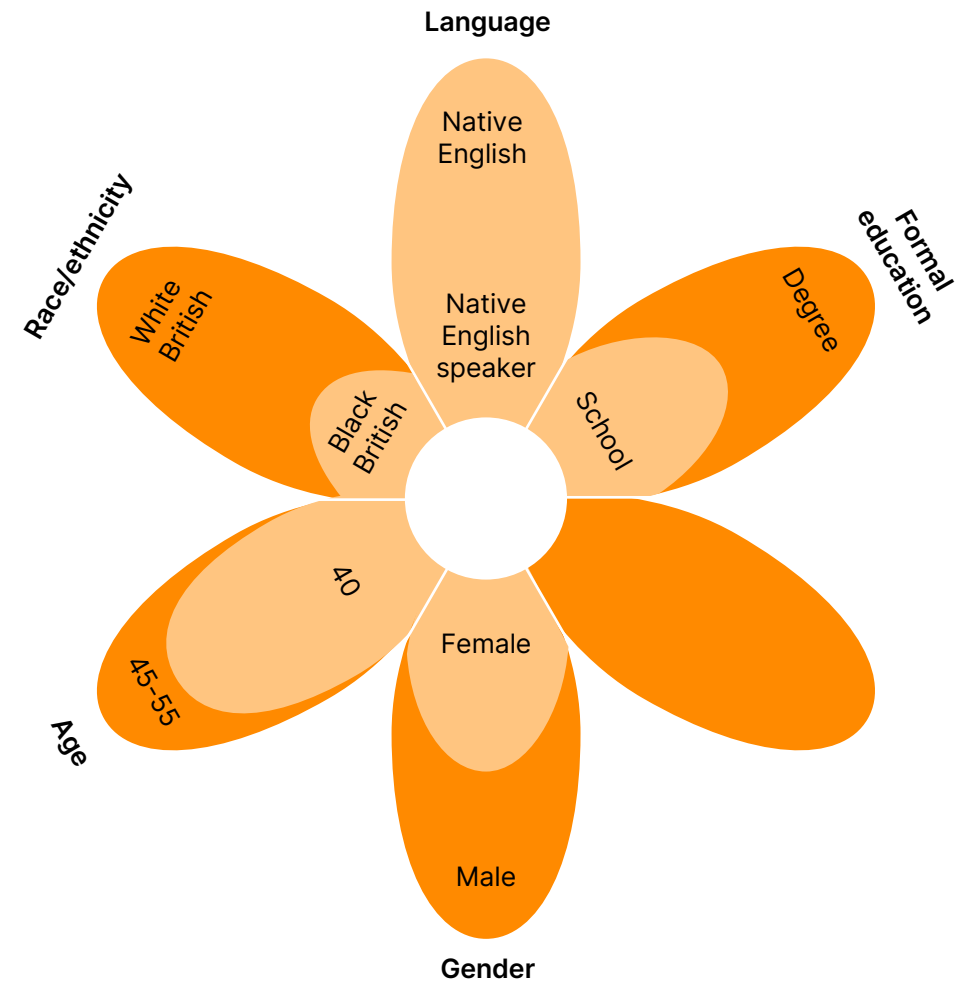 Language
Native
English
Native
English
speaker
Formal
education
Degree
School
Female
Male
Gender
40
45-55
Age
Race/ethnicity
White
British
Black
British